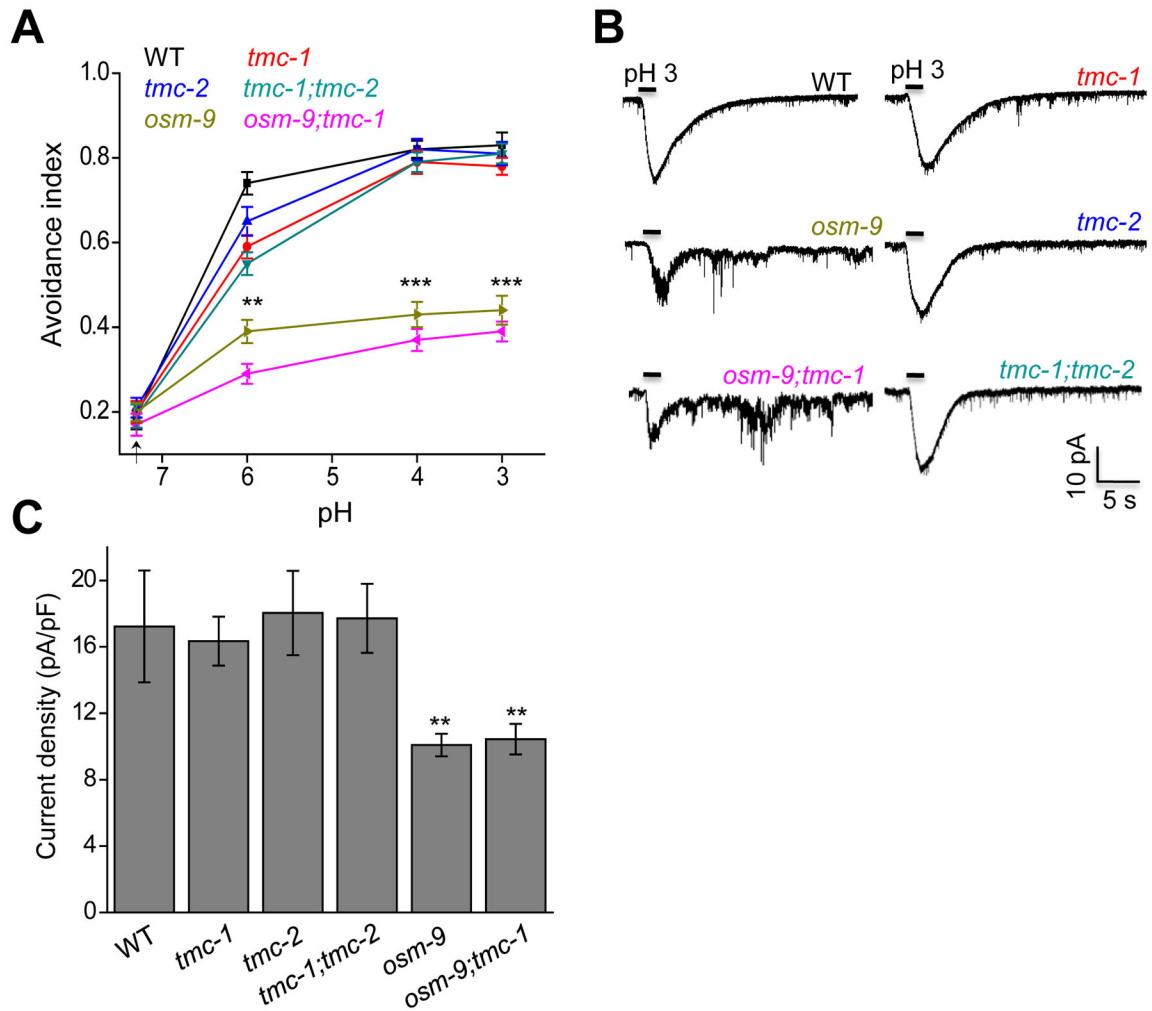 A
WT tmc-1
tmc-2 tmc-1;tmc-2
osm-9 osm-9;tmc-1
1.0
0.8
0.6
0.4
0.2
Avoidance index
** *** ***
7 6 5 4 3
pH
B
pH 3 WT pH 3 tmc-1
osm-9 tmc-2
osm-9;tmc-1 tmc-1;tmc-2
10 pA
5 s
C
20
16
12
8
4
0
Current density (pA/pF)
** **
WT tmc-1 tmc-2 tmc-1;tmc-2 osm-9 osm-9;tmc-1